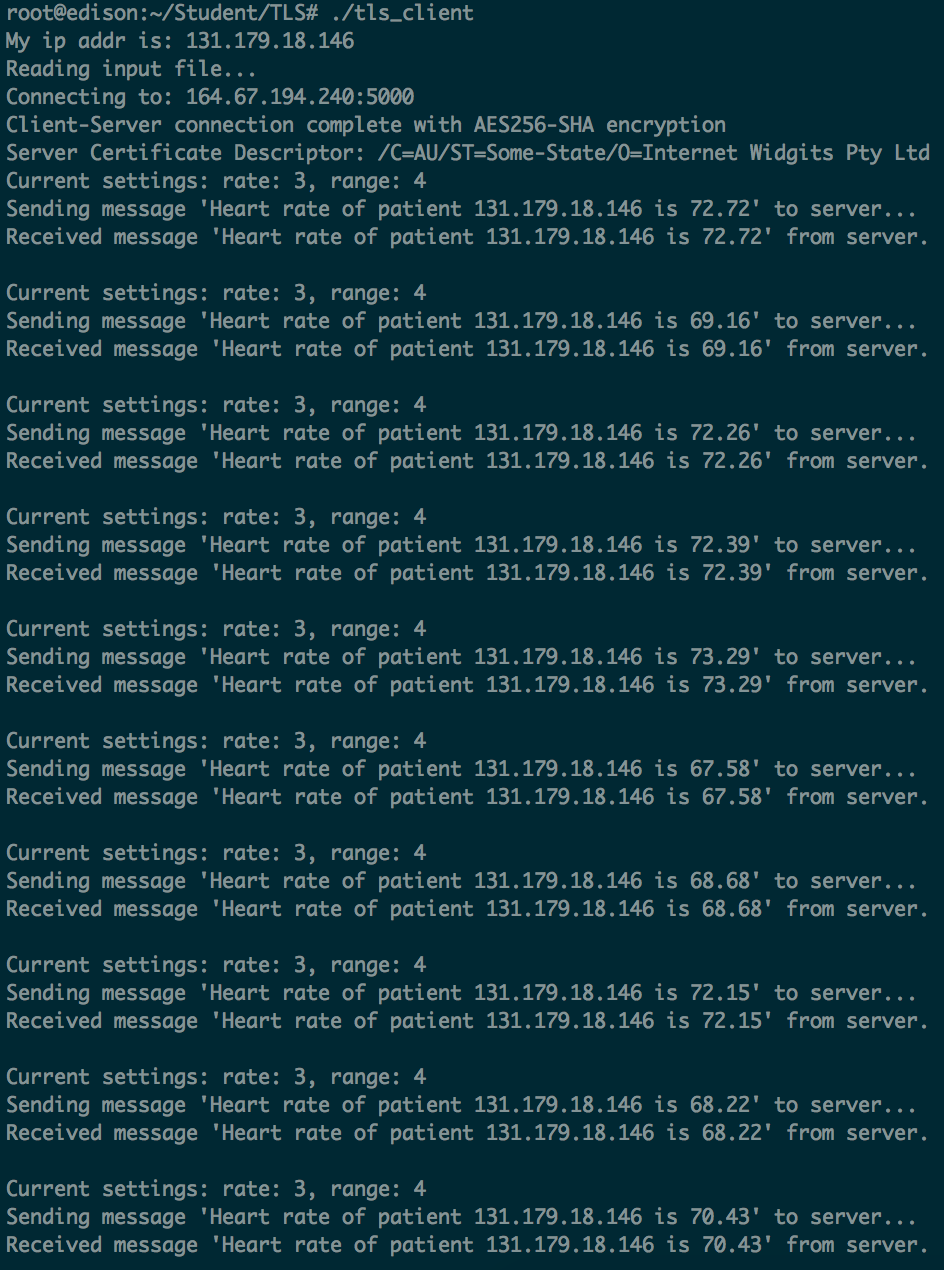 root@edison:~/Student/TLS# ./tls_client
My ip addr is: 131.179.18.146
Reading input file...
Connecting to: 164.67.194.240:5000
Client-Server connection complete with AES256-SHA encryption
Server Certificate Descriptor: /C=AU/ST=Some-State/O=Internet Widgits Pty Ltd
Current settings: rate: 3, range: 4
Sending message 'Heart rate of patient 131.179.18.146 is 72.72' to server...
Received message 'Heart rate of patient 131.179.18.146 is 72.72' from server.

Current settings: rate: 3, range: 4
Sending message 'Heart rate of patient 131.179.18.146 is 69.16' to server...
Received message 'Heart rate of patient 131.179.18.146 is 69.16' from server.

Current settings: rate: 3, range: 4
Sending message 'Heart rate of patient 131.179.18.146 is 72.26' to server...
Received message 'Heart rate of patient 131.179.18.146 is 72.26' from server.

Current settings: rate: 3, range: 4
Sending message 'Heart rate of patient 131.179.18.146 is 72.39' to server...
Received message 'Heart rate of patient 131.179.18.146 is 72.39' from server.

Current settings: rate: 3, range: 4
Sending message 'Heart rate of patient 131.179.18.146 is 73.29' to server...
Received message 'Heart rate of patient 131.179.18.146 is 73.29' from server.

Current settings: rate: 3, range: 4
Sending message 'Heart rate of patient 131.179.18.146 is 67.58' to server...
Received message 'Heart rate of patient 131.179.18.146 is 67.58' from server.

Current settings: rate: 3, range: 4
Sending message 'Heart rate of patient 131.179.18.146 is 68.68' to server...
Received message 'Heart rate of patient 131.179.18.146 is 68.68' from server.

Current settings: rate: 3, range: 4
Sending message 'Heart rate of patient 131.179.18.146 is 72.15' to server...
Received message 'Heart rate of patient 131.179.18.146 is 72.15' from server.

Current settings: rate: 3, range: 4
Sending message 'Heart rate of patient 131.179.18.146 is 68.22' to server...
Received message 'Heart rate of patient 131.179.18.146 is 68.22' from server.

Current settings: rate: 3, range: 4
Sending message 'Heart rate of patient 131.179.18.146 is 70.43' to server...
Received message 'Heart rate of patient 131.179.18.146 is 70.43' from server.